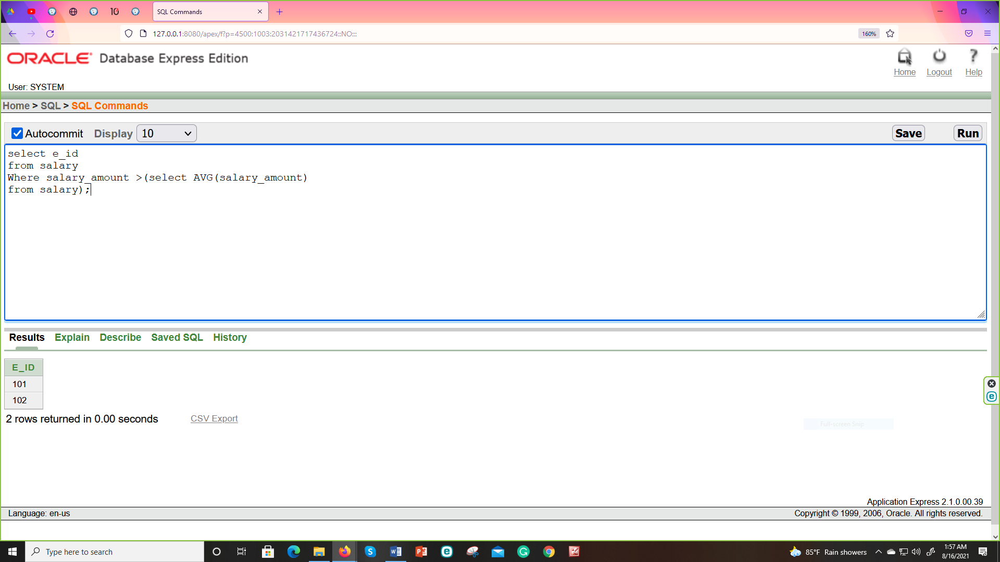 SQL Commands
127.0.0.1:8080/apex/f?p=4500:1003:2031421717436724::NO:::
160%
ORACLE Database Express Edition
Home Logout Help
User: SYSTEM
Home > SQL > SQL Commands
Autocommit Display 10 Save Run
select e_id
from salary
Where salary_amount >(select AVG(salary_amount)
from salary);
Results Explain Describe Saved SQL History
E_ID
101
102
2 rows returned in 0.00 seconds CSV Export
Full-screen Snip
Application Express 2.1.0.00.39
Language: en-us Copyright © 1999, 2006, Oracle. All rights reserved.
Type here to search
85°F Rain showers
1:57 AM
8/16/2021